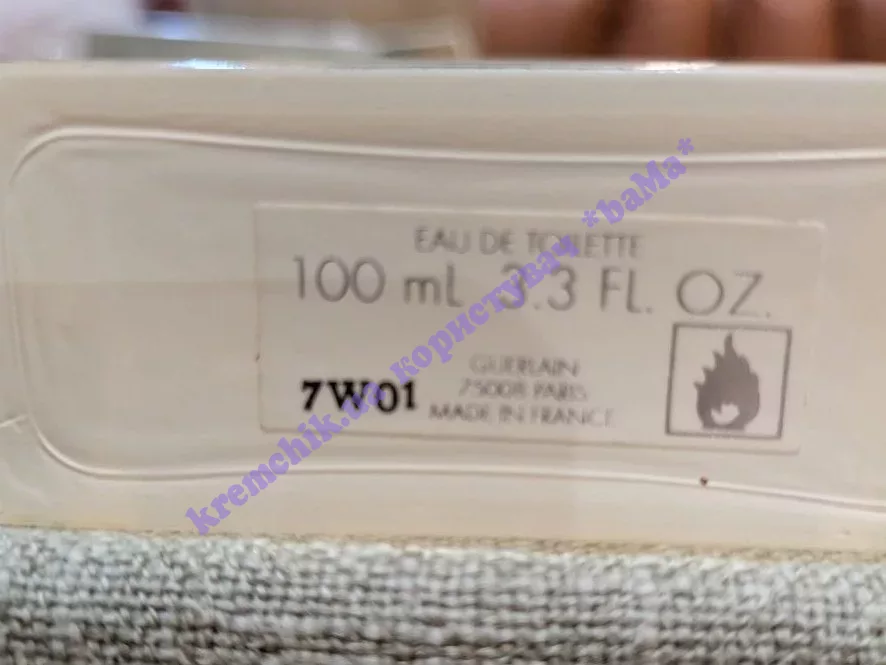 EAU DE TOILETTE
100 mL 3.3 FL. OZ.
GUERLAIN
7W01
75008 PARIS
MADE IN FRANCE
kremchik.ua користувач *baMa*